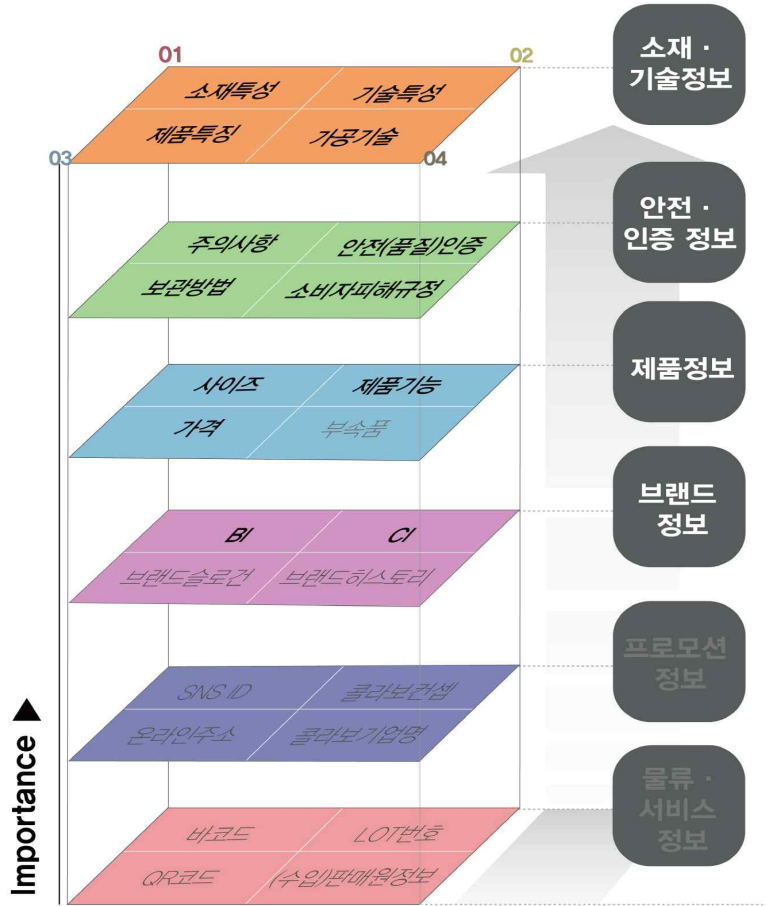 01
02
소재특성
기술특성
제품특징
가공기술
03
04
소재 ·
기술정보
주의사항
안전(품질)인증
보관방법
소비자피해규정
안전 ·
인증 정보
사이즈
제품기능
가격
부속품
제품정보
BI
CI
브랜드슬로건
브랜드히스토리
브랜드
정보
SNS ID
콜라보컨셉
온라인주소
콜라보기업명
프로모션
정보
바코드
LOT번호
QR코드
(수입)판매원정보
물류 ·
서비스
정보
Importance ▶